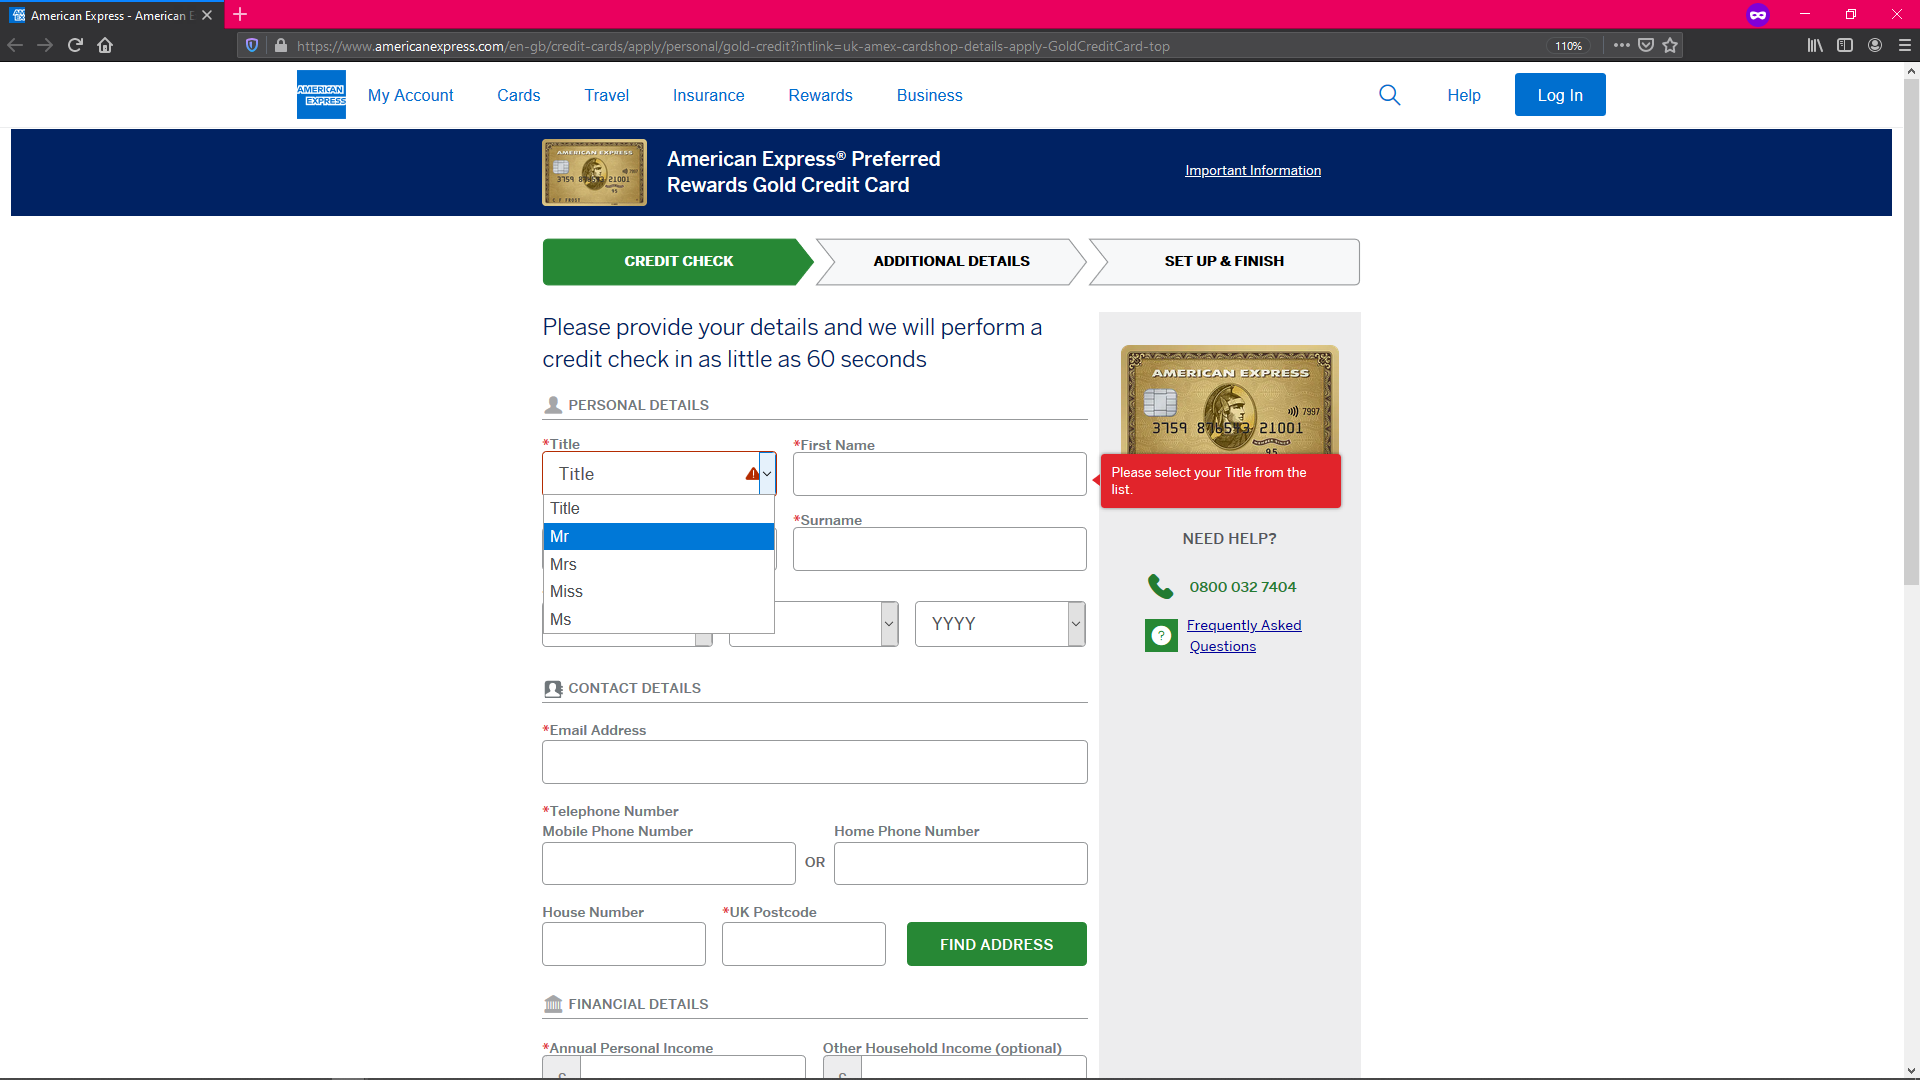 American Express - American E
https://www.americanexpress.com/en-gb/credit-cards/apply/personal/gold-credit?intlink=uk-amex-cardshop-details-apply-GoldCreditCard-top
110%
AMERICAN EXPRESS
My Account
Cards
Travel
Insurance
Rewards
Business
Help
Log In
American Express® Preferred
Rewards Gold Credit Card
Important Information
CREDIT CHECK
ADDITIONAL DETAILS
SET UP & FINISH
Please provide your details and we will perform a
credit check in as little as 60 seconds
PERSONAL DETAILS
*Title
Title
Title
Mr
Mrs
Miss
Ms
*First Name
*Surname
YYYY
AMERICAN EXPRESS
7997
3759 876543 21001
95
Please select your Title from the
list.
NEED HELP?
0800 032 7404
Frequently Asked
Questions
CONTACT DETAILS
*Email Address
*Telephone Number
Mobile Phone Number
OR
Home Phone Number
House Number
*UK Postcode
FIND ADDRESS
FINANCIAL DETAILS
*Annual Personal Income
Other Household Income (optional)